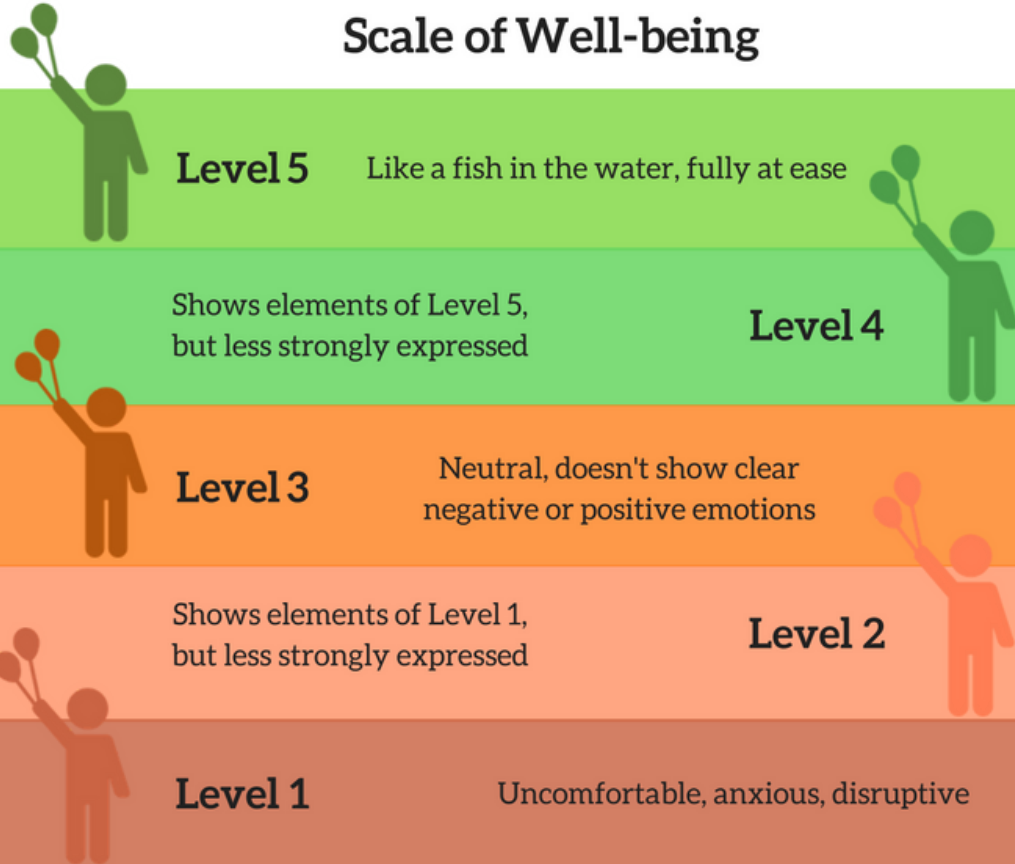 Scale of Well-being
Level 5
Like a fish in the water, fully at ease
Shows elements of Level 5,
but less strongly expressed
Level 4
Level 3
Neutral, doesn't show clear
negative or positive emotions
Shows elements of Level 1,
but less strongly expressed
Level 2
Level 1
Uncomfortable, anxious, disruptive